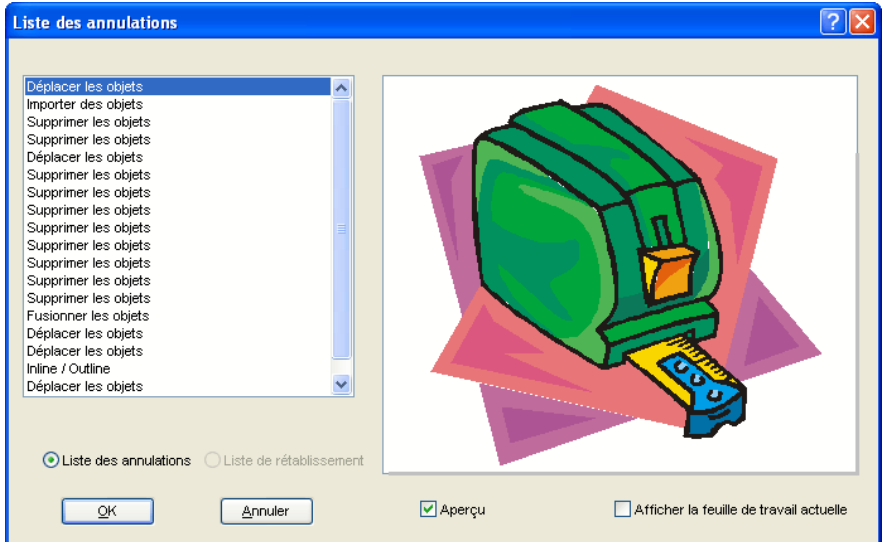 Liste des annulations
Déplacer les objets
Importer des objets
Supprimer les objets
Supprimer les objets
Déplacer les objets
Supprimer les objets
Supprimer les objets
Supprimer les objets
Supprimer les objets
Supprimer les objets
Supprimer les objets
Supprimer les objets
Supprimer les objets
Fusionner les objets
Déplacer les objets
Déplacer les objets
Inline / Outline
Déplacer les objets
Liste des annulations Liste de rétablissement
OK Annuler Aperçu Afficher la feuille de travail actuelle